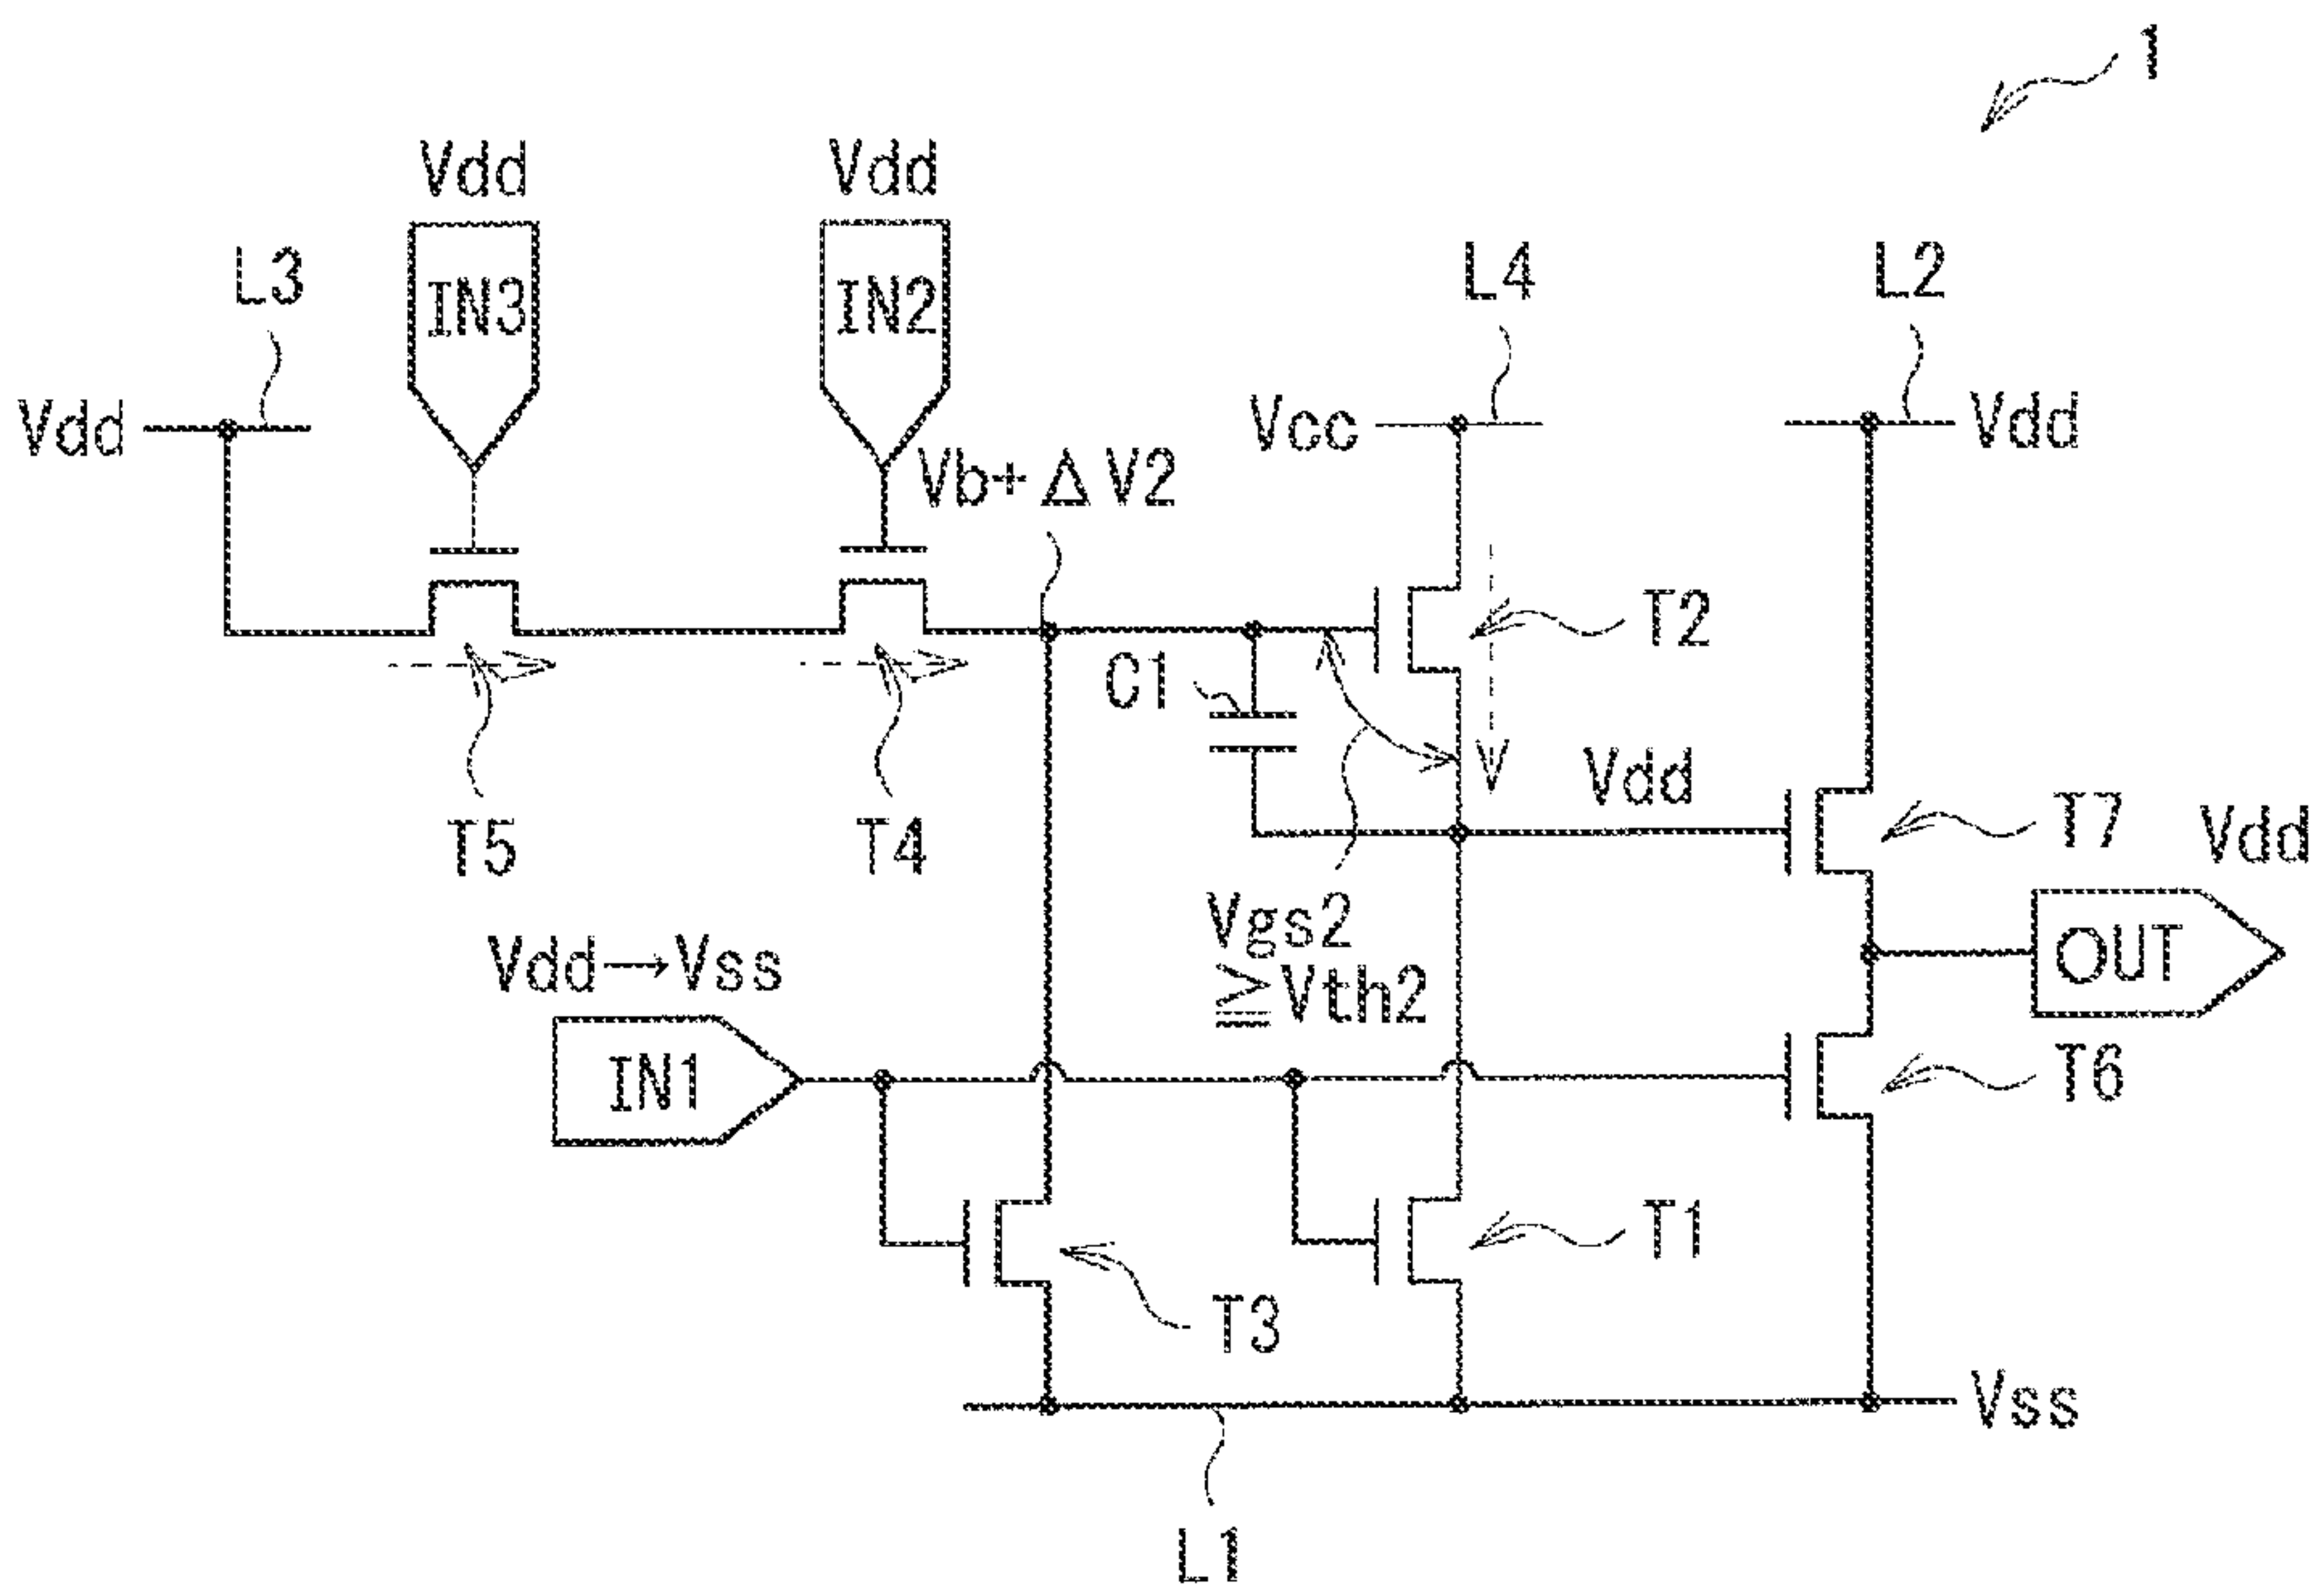 1
Vdd
Vdd
L3
IN3
IN2
L4
L2
Vdd
Vb+ΔV2
Vcc
Vdd
T2
C1
Vdd
T5
T4
T7
Vdd
Vgs2
≧Vth2
Vdd→Vss
OUT
IN1
T6
T3
T1
Vss
L1